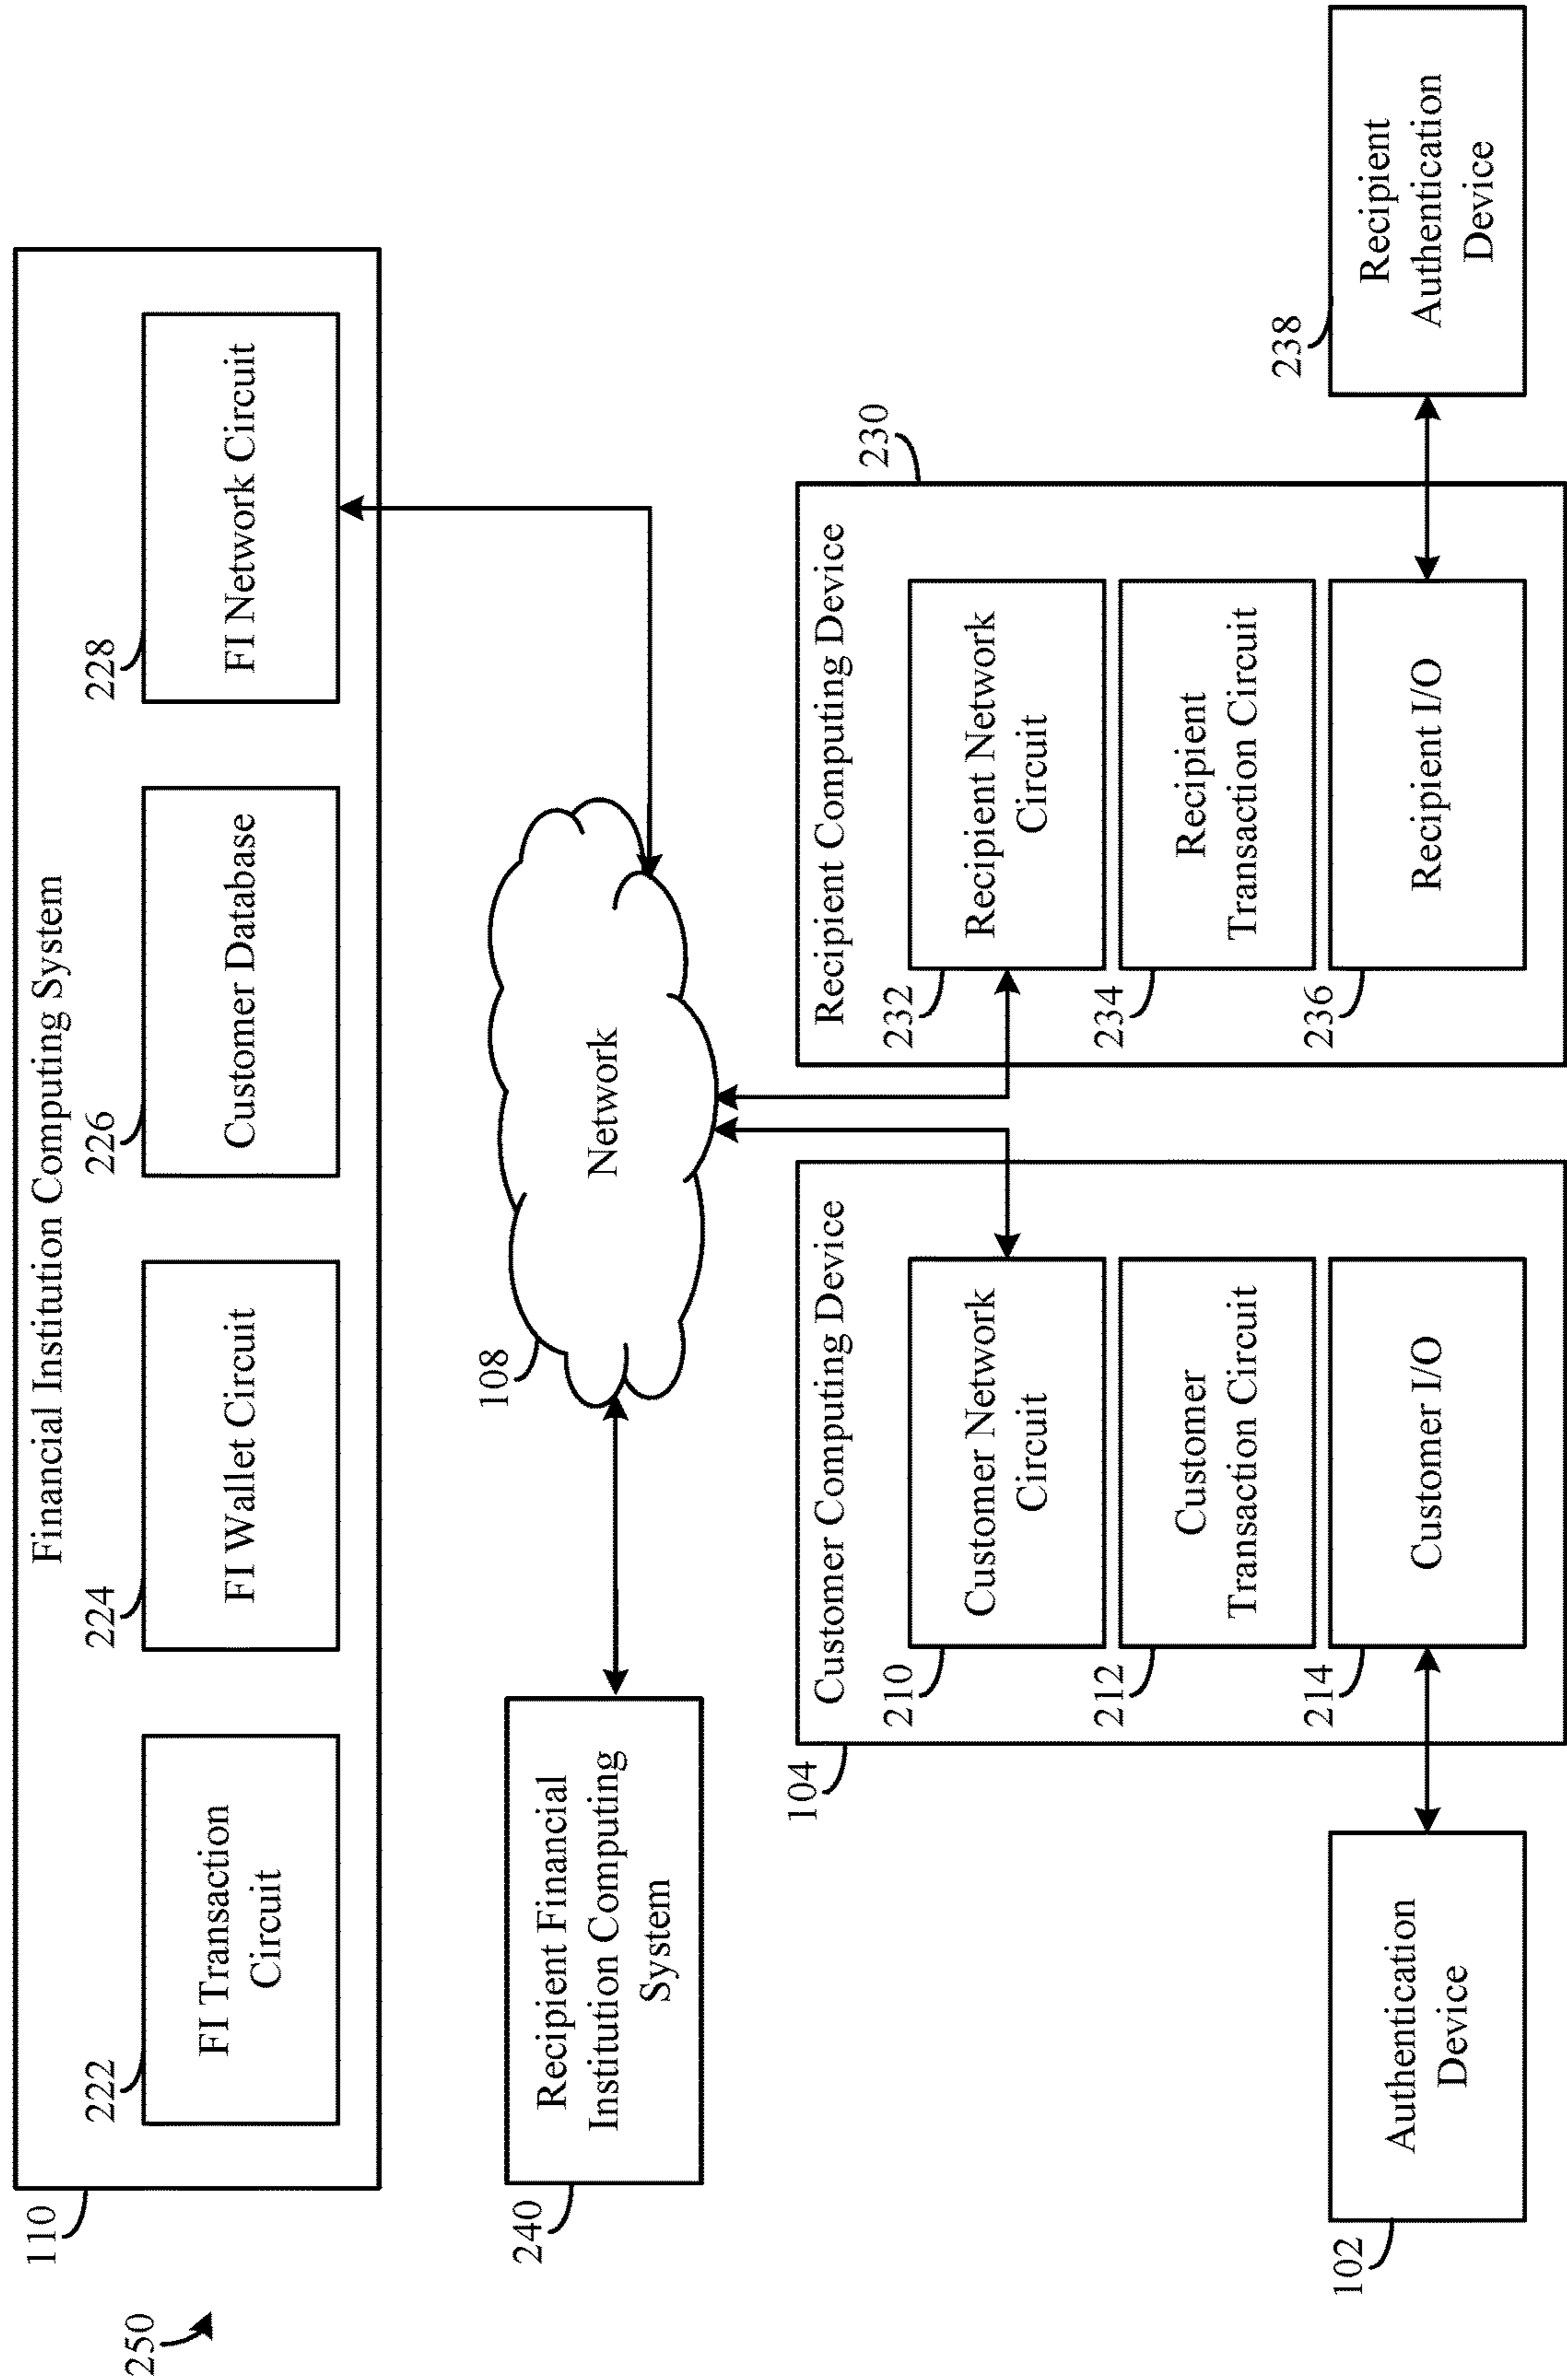 250
110
Financial Institution Computing System
222
FI Transaction
Circuit
224
FI Wallet Circuit
226
Customer Database
228
FI Network Circuit
240
Recipient Financial
Institution Computing
System
108
Network
104
Customer Computing Device
210
Customer Network
Circuit
212
Customer
Transaction Circuit
214
Customer I/O
230
Recipient Computing Device
232
Recipient Network
Circuit
234
Recipient
Transaction Circuit
236
Recipient I/O
102
Authentication
Device
238
Recipient
Authentication
Device